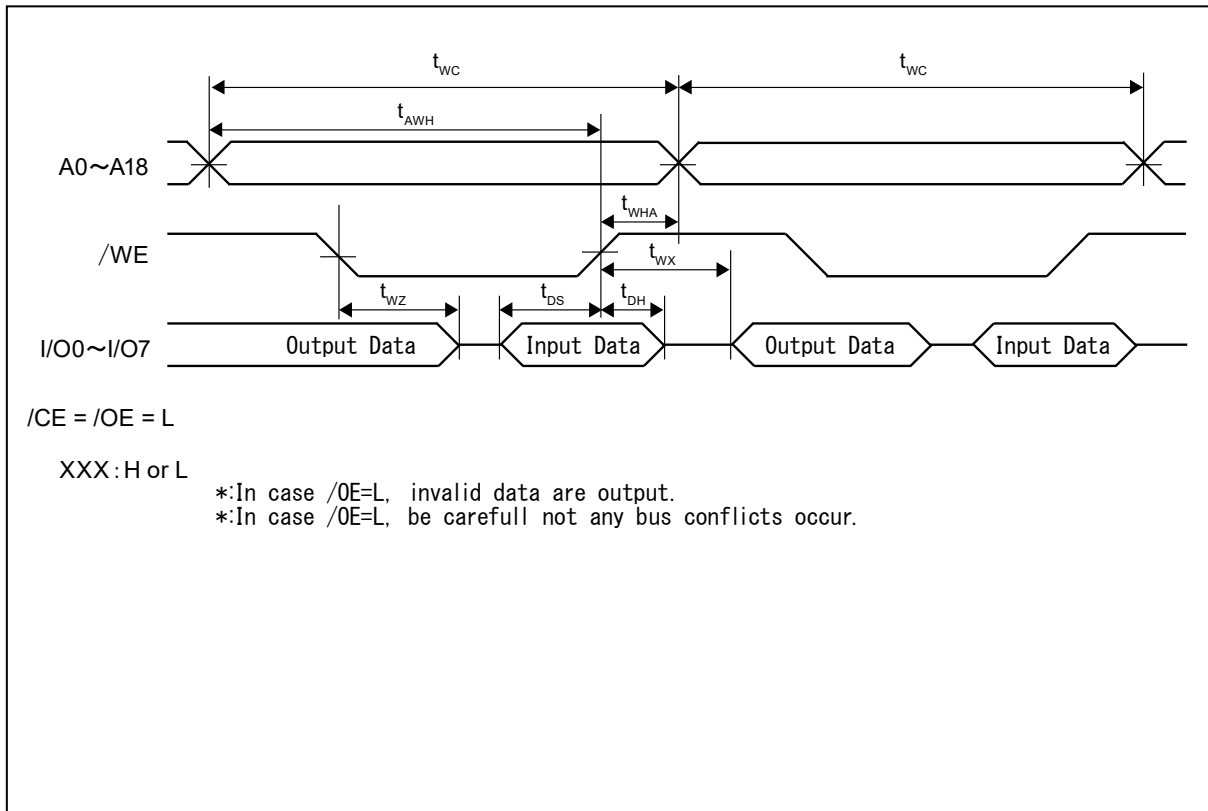 tWC tWC
tAWH
A0～A18
tWHA
/WE
tWX
tWZ tDS tDH
I/O0～I/O7 Output Data Input Data Output Data Input Data
/CE = /OE = L
XXX : H or L
*:In case /OE=L, invalid data are output.
*:In case /OE=L, be carefull not any bus conflicts occur.